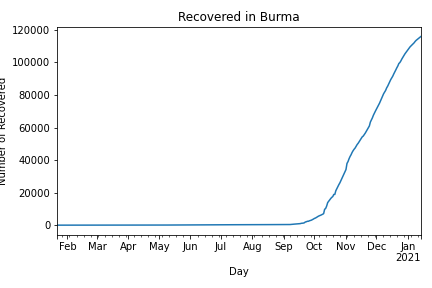 Recovered in Burma
Number of Recovered
120000
100000
80000
60000
40000
20000
0
Feb Mar Apr May Jun Jul Aug Sep Oct Nov Dec Jan
2021
Day